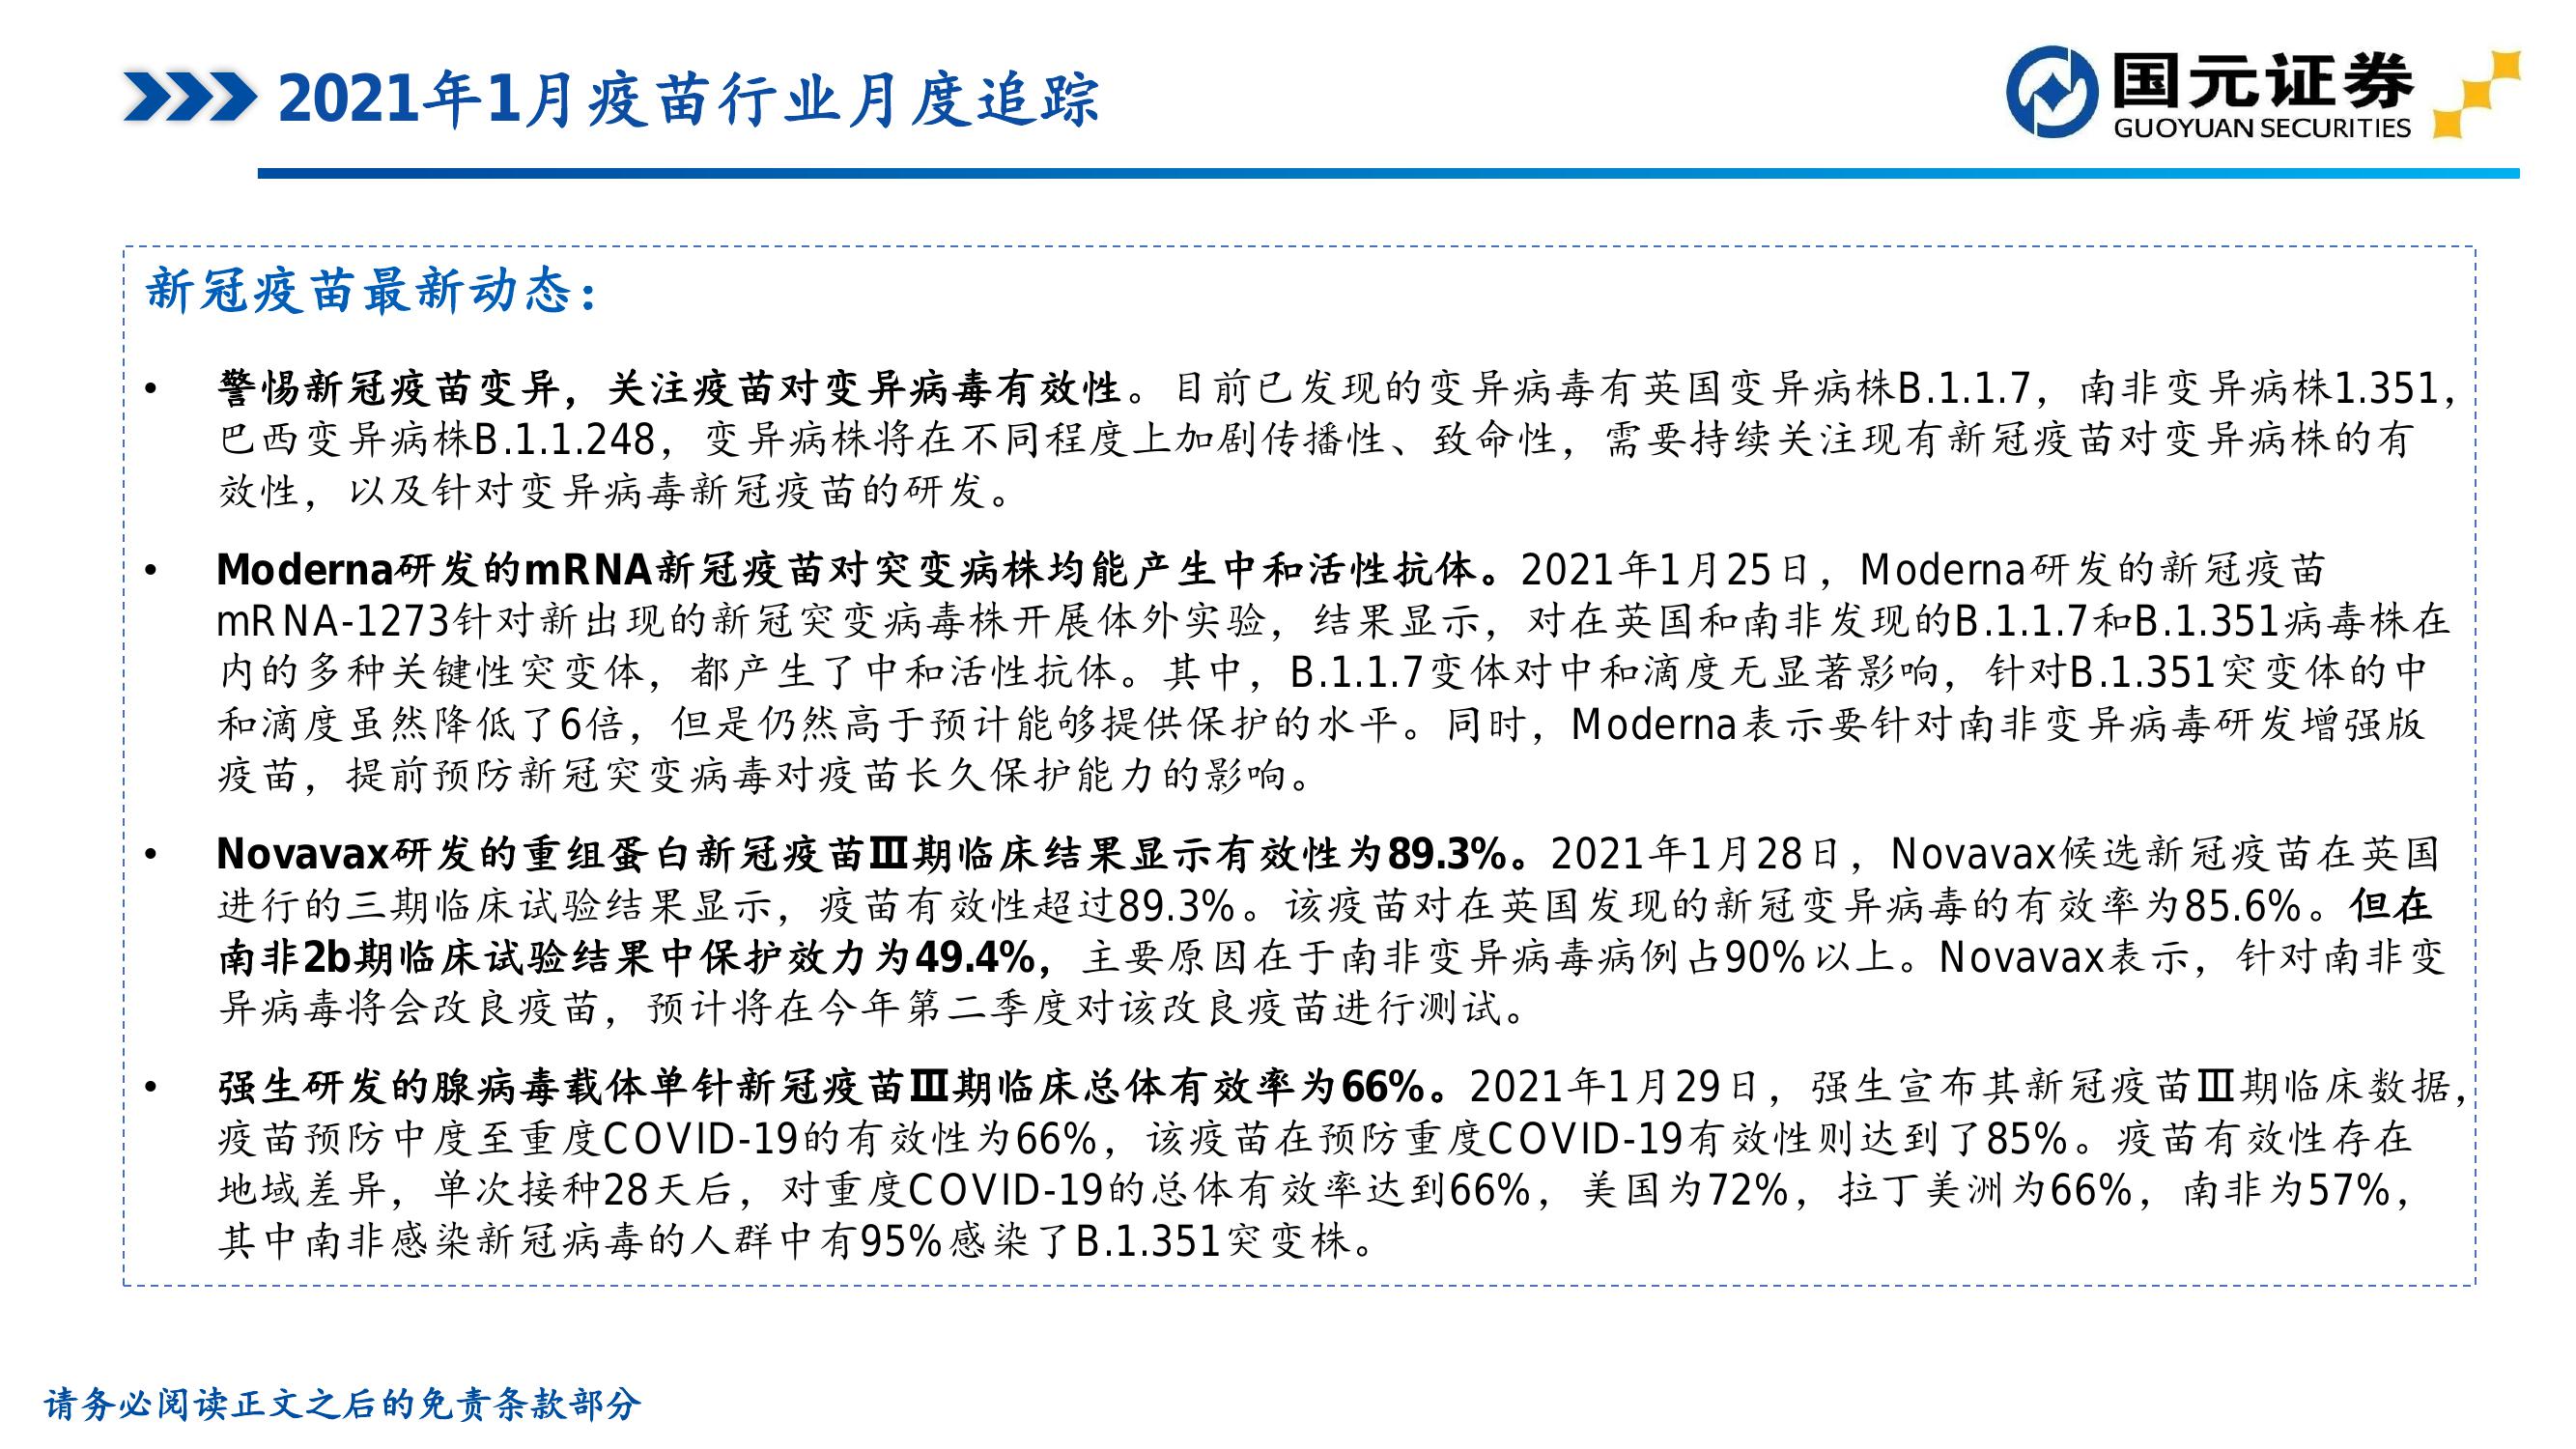 2021年1月疫苗行业月度追踪
国元证券
GUOYUAN SECURITIES
新冠疫苗最新动态：
• 警惕新冠疫苗变异，关注疫苗对变异病毒有效性。目前已发现的变异病毒有英国变异病株B.1.1.7，南非变异病株1.351，
巴西变异病株B.1.1.248，变异病株将在不同程度上加剧传播性、致命性，需要持续关注现有新冠疫苗对变异病株的有
效性，以及针对变异病毒新冠疫苗的研发。
• Moderna研发的mRNA新冠疫苗对突变病株均能产生中和活性抗体。2021年1月25日，Moderna研发的新冠疫苗
mRNA-1273针对新出现的新冠突变病毒株开展体外实验，结果显示，对在英国和南非发现的B.1.1.7和B.1.351病毒株在
内的多种关键性突变体，都产生了中和活性抗体。其中，B.1.1.7变体对中和滴度无显著影响，针对B.1.351突变体的中
和滴度虽然降低了6倍，但是仍然高于预计能够提供保护的水平。同时，Moderna表示要针对南非变异病毒研发增强版
疫苗，提前预防新冠突变病毒对疫苗长久保护能力的影响。
• Novavax研发的重组蛋白新冠疫苗Ⅲ期临床结果显示有效性为89.3%。2021年1月28日，Novavax候选新冠疫苗在英国
进行的三期临床试验结果显示，疫苗有效性超过89.3%。该疫苗对在英国发现的新冠变异病毒的有效率为85.6%。但在
南非2b期临床试验结果中保护效力为49.4%，主要原因在于南非变异病毒病例占90%以上。Novavax表示，针对南非变
异病毒将会改良疫苗，预计将在今年第二季度对该改良疫苗进行测试。
• 强生研发的腺病毒载体单针新冠疫苗Ⅲ期临床总体有效率为66%。2021年1月29日，强生宣布其新冠疫苗Ⅲ期临床数据，
疫苗预防中度至重度COVID-19的有效性为66%，该疫苗在预防重度COVID-19有效性则达到了85%。疫苗有效性存在
地域差异，单次接种28天后，对重度COVID-19的总体有效率达到66%，美国为72%，拉丁美洲为66%，南非为57%，
其中南非感染新冠病毒的人群中有95%感染了B.1.351突变株。
请务必阅读正文之后的免责条款部分